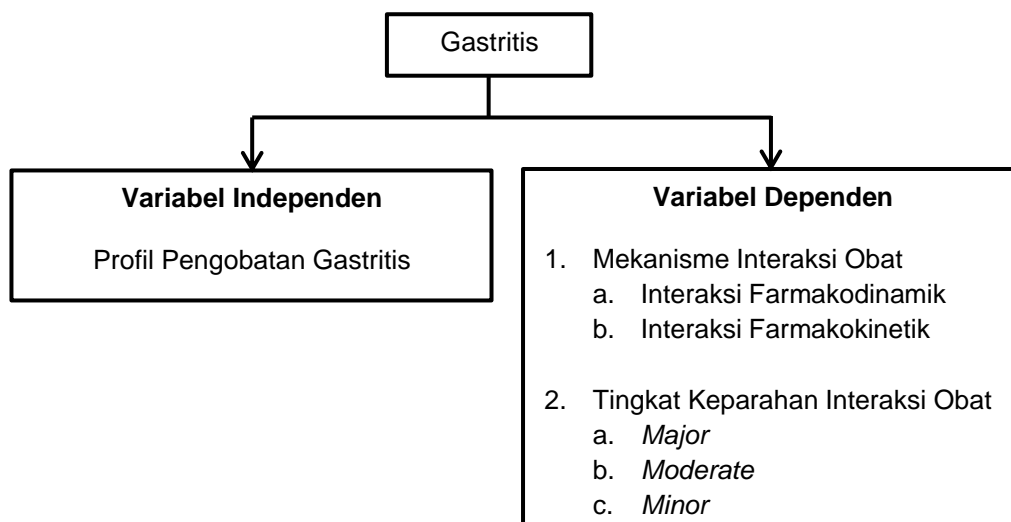 Gastritis
Variabel Independen
Profil Pengobatan Gastritis
Variabel Dependen
1. Mekanisme Interaksi Obat
a. Interaksi Farmakodinamik
b. Interaksi Farmakokinetik
2. Tingkat Keparahan Interaksi Obat
a. Major
b. Moderate
c. Minor